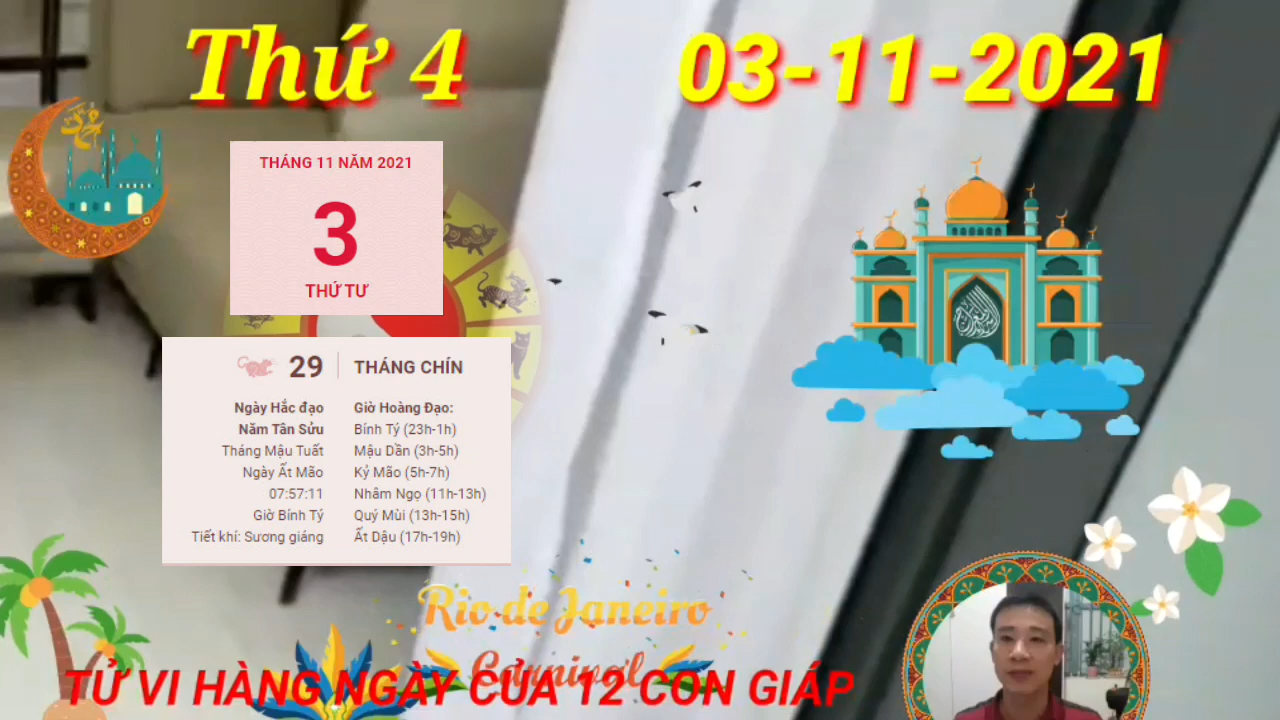 Thứ 4
03-11-2021
THÁNG 11 NĂM 2021
3
THỨ TƯ
29
THÁNG CHÍN
Ngày Hắc đạo
Năm Tân Sửu
Tháng Mậu Tuất
Ngày Ất Mão
07:57:11
Giờ Bính Tý
Tiết khí: Sương giáng
Giờ Hoàng Đạo:
Bính Tý (23h-1h)
Mậu Dần (3h-5h)
Kỷ Mão (5h-7h)
Nhâm Ngọ (11h-13h)
Quý Mùi (13h-15h)
Ất Dậu (17h-19h)
Rio de Janeiro
Carnival
TỬ VI HÀNG NGÀY CỦA 12 CON GIÁP